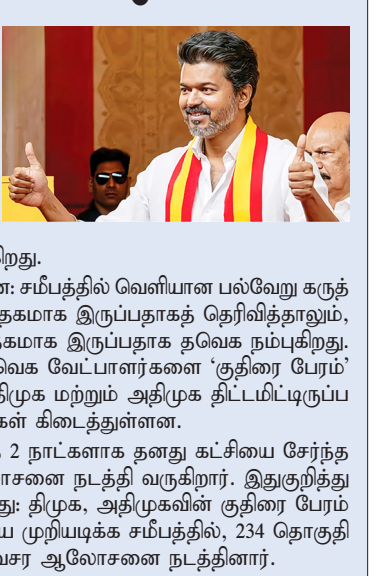 கிறது.
ன: சமீபத்தில் வெளியான பல்வேறு கருத்
தகமாக இருப்பதாகத் தெரிவித்தாலும்,
தகமாக இருப்பதாக தவெக நம்புகிறது.
வெக வேட்பாளர்களை ‘குதிரை பேரம்’
திமுக மற்றும் அதிமுக திட்டமிட்டிருப்ப
கள் கிடைத்துள்ளன.
2 நாட்களாக தனது கட்சியை சேர்ந்த
லோசனை நடத்தி வருகிறார். இதுகுறித்து
து: திமுக, அதிமுகவின் குதிரை பேரம்
ய முறியடிக்க சமீபத்தில், 234 தொகுதி
வசர ஆலோசனை நடத்தினார்.